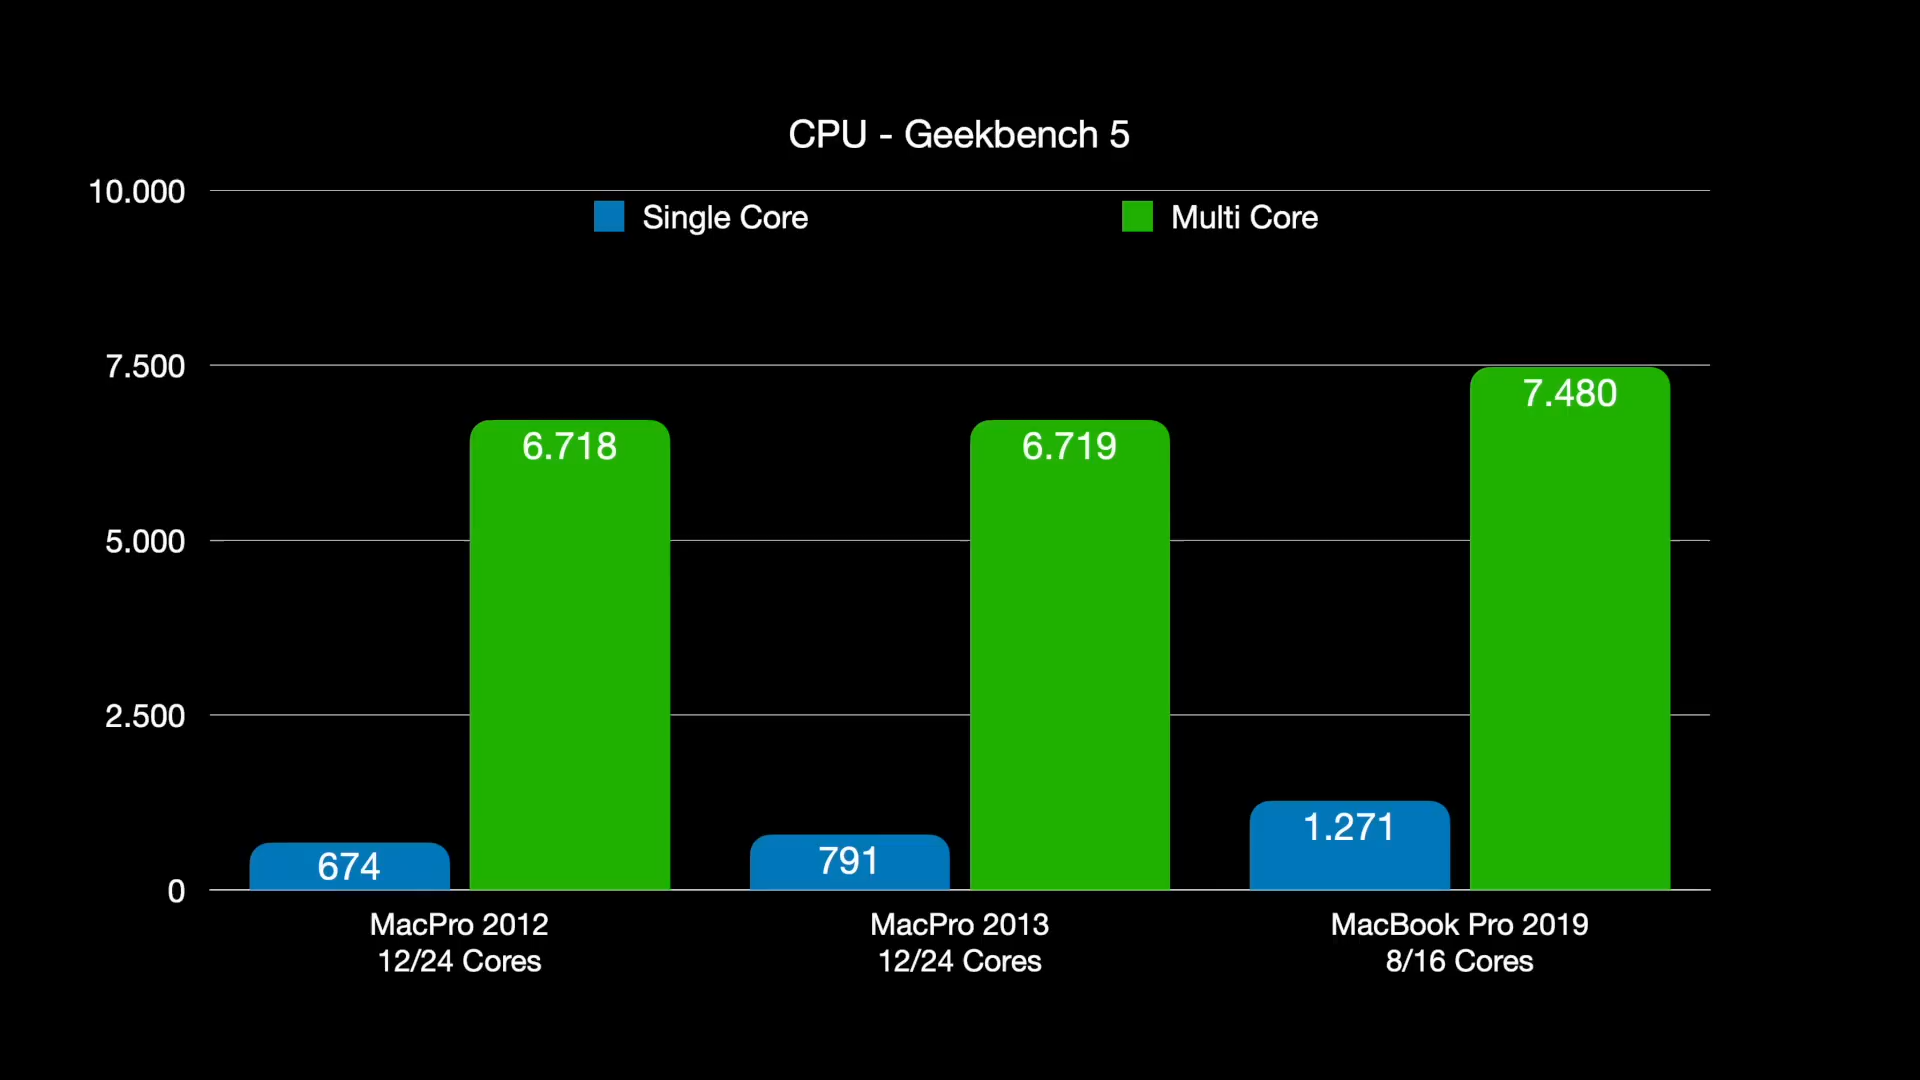 CPU - Geekbench 5
10.000
Single Core
Multi Core
7.500
7.480
6.718
6.719
5.000
2.500
1.271
674
791
0
MacPro 2012
12/24 Cores
MacPro 2013
12/24 Cores
MacBook Pro 2019
8/16 Cores